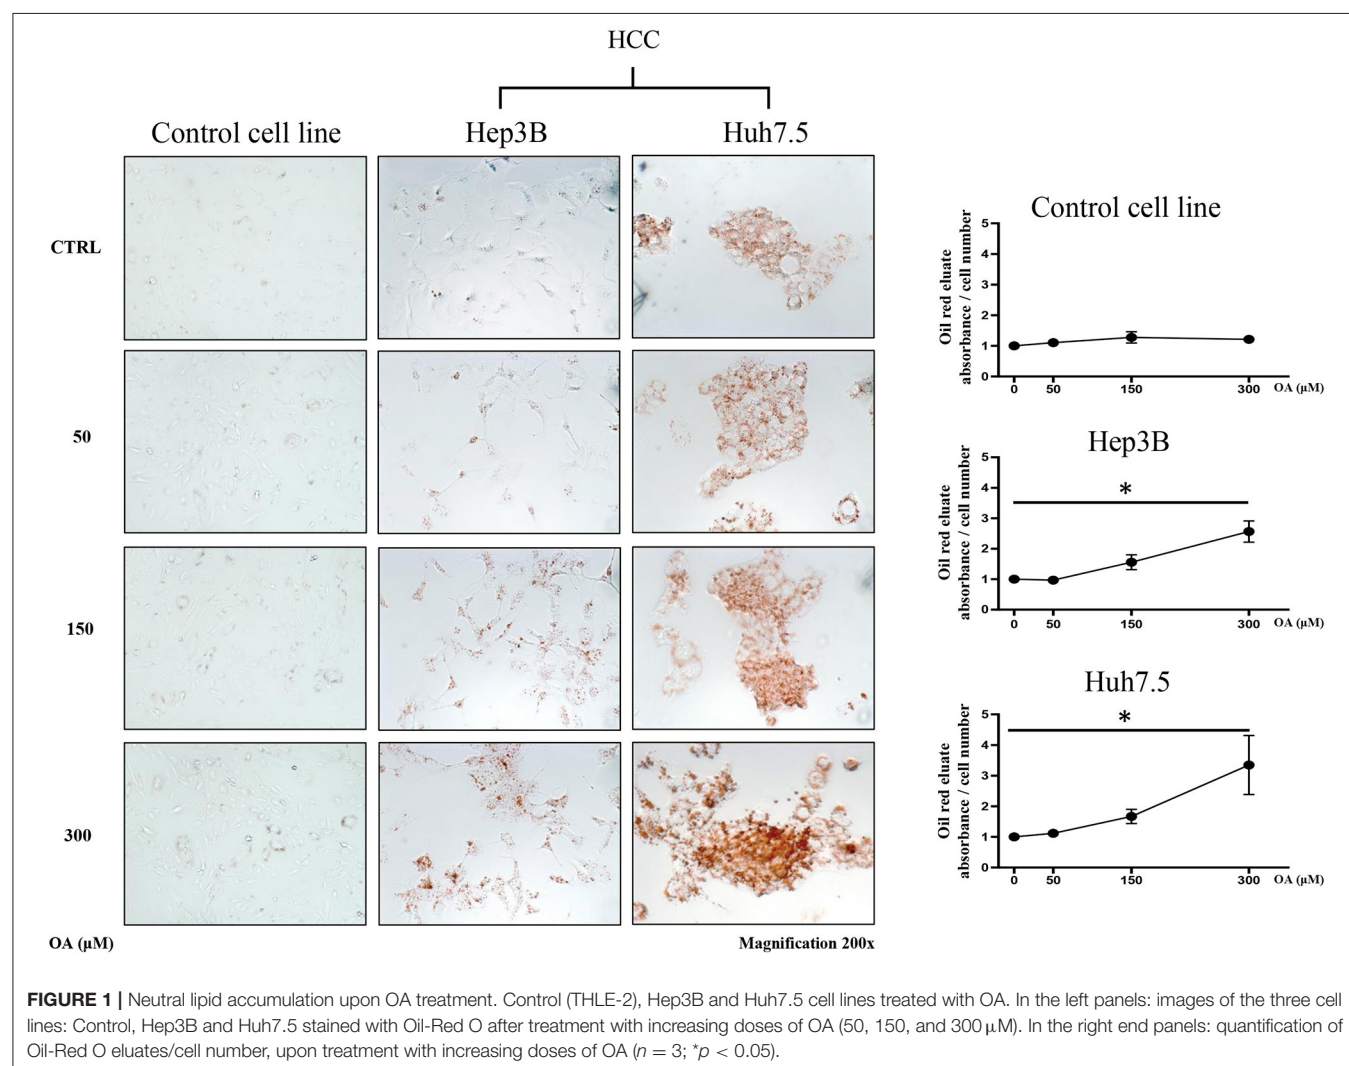 HCC
Control cell line
Hep3B
Huh7.5
CTRL
50
150
300
OA (µM)
Magnification 200x
Control cell line
Oil red eluate
absorbance / cell number
5
4
3
2
1
0
0 50 150 300 OA (µM)
Hep3B
*
Oil red eluate
absorbance / cell number
5
4
3
2
1
0
0 50 150 300 OA (µM)
Huh7.5
*
Oil red eluate
absorbance / cell number
5
4
3
2
1
0
0 50 150 300 OA (µM)
FIGURE 1 | Neutral lipid accumulation upon OA treatment. Control (THLE-2), Hep3B and Huh7.5 cell lines treated with OA. In the left panels: images of the three cell
lines: Control, Hep3B and Huh7.5 stained with Oil-Red O after treatment with increasing doses of OA (50, 150, and 300 µM). In the right end panels: quantification of
Oil-Red O eluates/cell number, upon treatment with increasing doses of OA (n = 3; *p < 0.05).